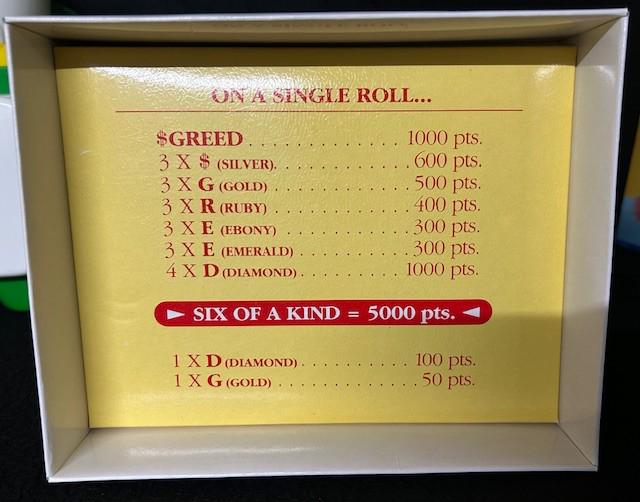 ON A SINGLE ROLL...
$GREED . . . . . . . . . . . . . . 1000 pts.
3 X $ (SILVER). . . . . . . . . . . . . 600 pts.
3 X G (GOLD) . . . . . . . . . . . . . 500 pts.
3 X R (RUBY) . . . . . . . . . . . . . 400 pts.
3 X E (EBONY) . . . . . . . . . . . . 300 pts.
3 X E (EMERALD) . . . . . . . . . . 300 pts.
4 X D (DIAMOND) . . . . . . . . . 1000 pts.
► SIX OF A KIND = 5000 pts. ◄
1 X D (DIAMOND) . . . . . . . . . . 100 pts.
1 X G (GOLD) . . . . . . . . . . . . . 50 pts.